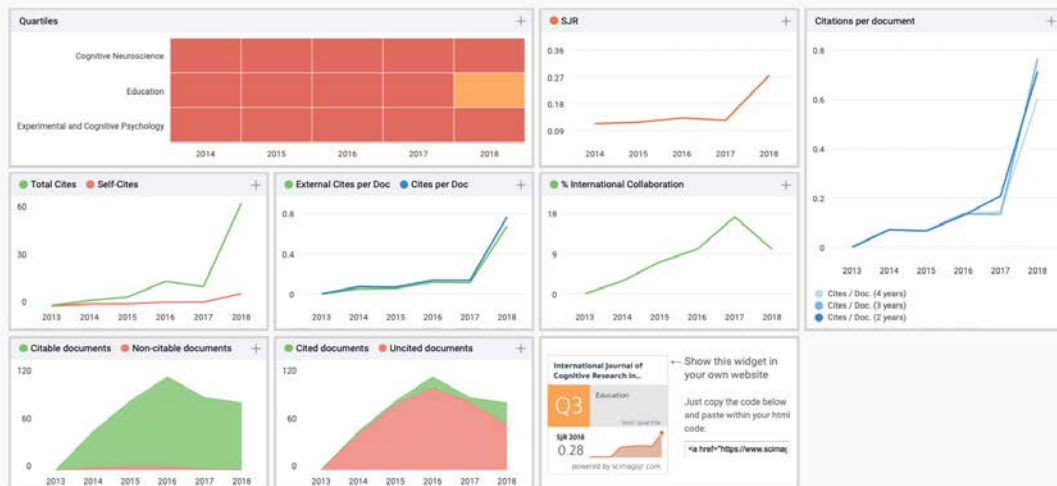 Quartiles
Cognitive Neuroscience
Education
Experimental and Cognitive Psychology
2014 2015 2016 2017 2018
SJR
0.36
0.27
0.18
0.09
2014 2015 2016 2017 2018
Citations per document
0.8
0.6
0.4
0.2
0
2013 2014 2015 2016 2017 2018
Cites / Doc. (4 years)
Cites / Doc. (3 years)
Cites / Doc. (2 years)
Total Cites Self-Cites
60
30
0
2013 2014 2015 2016 2017 2018
External Cites per Doc Cites per Doc
0.8
0.4
0
2013 2014 2015 2016 2017 2018
% International Collaboration
18
9
0
2013 2014 2015 2016 2017 2018
Citable documents Non-citable documents
120
60
0
2013 2014 2015 2016 2017 2018
Cited documents Uncited documents
120
60
0
2013 2014 2015 2016 2017 2018
International Journal of
Cognitive Research in...
Q3
Education
best quartile
SJR 2018
0.28
powered by scimagojr.com
← Show this widget in
your own website
Just copy the code below
and paste within your html
code:
<a href="https://www.scimag